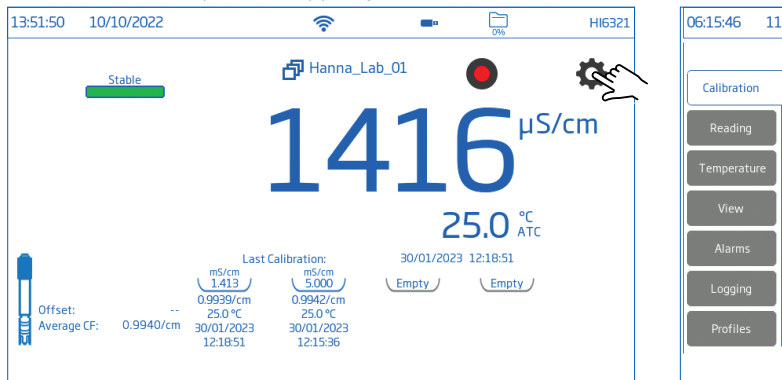 13:51:50 10/10/2022 0% HI6321
Stable
Hanna_Lab_01
1416 µS/cm
25.0 °C
ATC
Last Calibration: 30/01/2023 12:18:51
mS/cm mS/cm
1.413 5.000 Empty Empty
0.9939/cm 0.9942/cm
Offset: -- 25.0 °C 25.0 °C
Average CF: 0.9940/cm 30/01/2023 30/01/2023
12:18:51 12:15:36
06:15:46 11
Calibration
Reading
Temperature
View
Alarms
Logging
Profiles